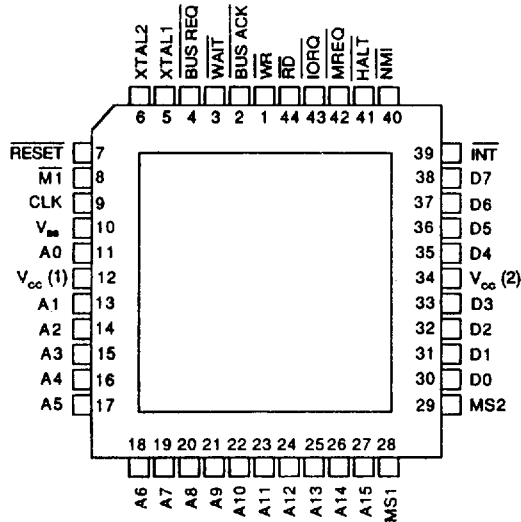 XTAL2 XTAL1 BUS REQ WAIT BUS ACK WR RD IORQ MREQ HALT NMI
6 5 4 3 2 1 44 43 42 41 40
RESET 7 39 INT
M1 8 38 D7
CLK 9 37 D6
Vss 10 36 D5
A0 11 35 D4
Vcc (1) 12 34 Vcc (2)
A1 13 33 D3
A2 14 32 D2
A3 15 31 D1
A4 16 30 D0
A5 17 29 MS2
18 19 20 21 22 23 24 25 26 27 28
A6 A7 A8 A9 A10 A11 A12 A13 A14 A15 MS1